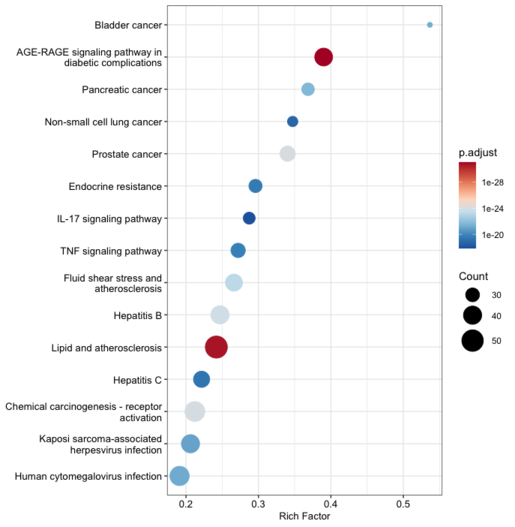 Bladder cancer
AGE-RAGE signaling pathway in
diabetic complications
Pancreatic cancer
Non-small cell lung cancer
Prostate cancer
Endocrine resistance
IL-17 signaling pathway
TNF signaling pathway
Fluid shear stress and
atherosclerosis
Hepatitis B
Lipid and atherosclerosis
Hepatitis C
Chemical carcinogenesis - receptor
activation
Kaposi sarcoma-associated
herpesvirus infection
Human cytomegalovirus infection
0.2 0.3 0.4 0.5
Rich Factor
p.adjust
1e-28
1e-24
1e-20
Count
30
40
50